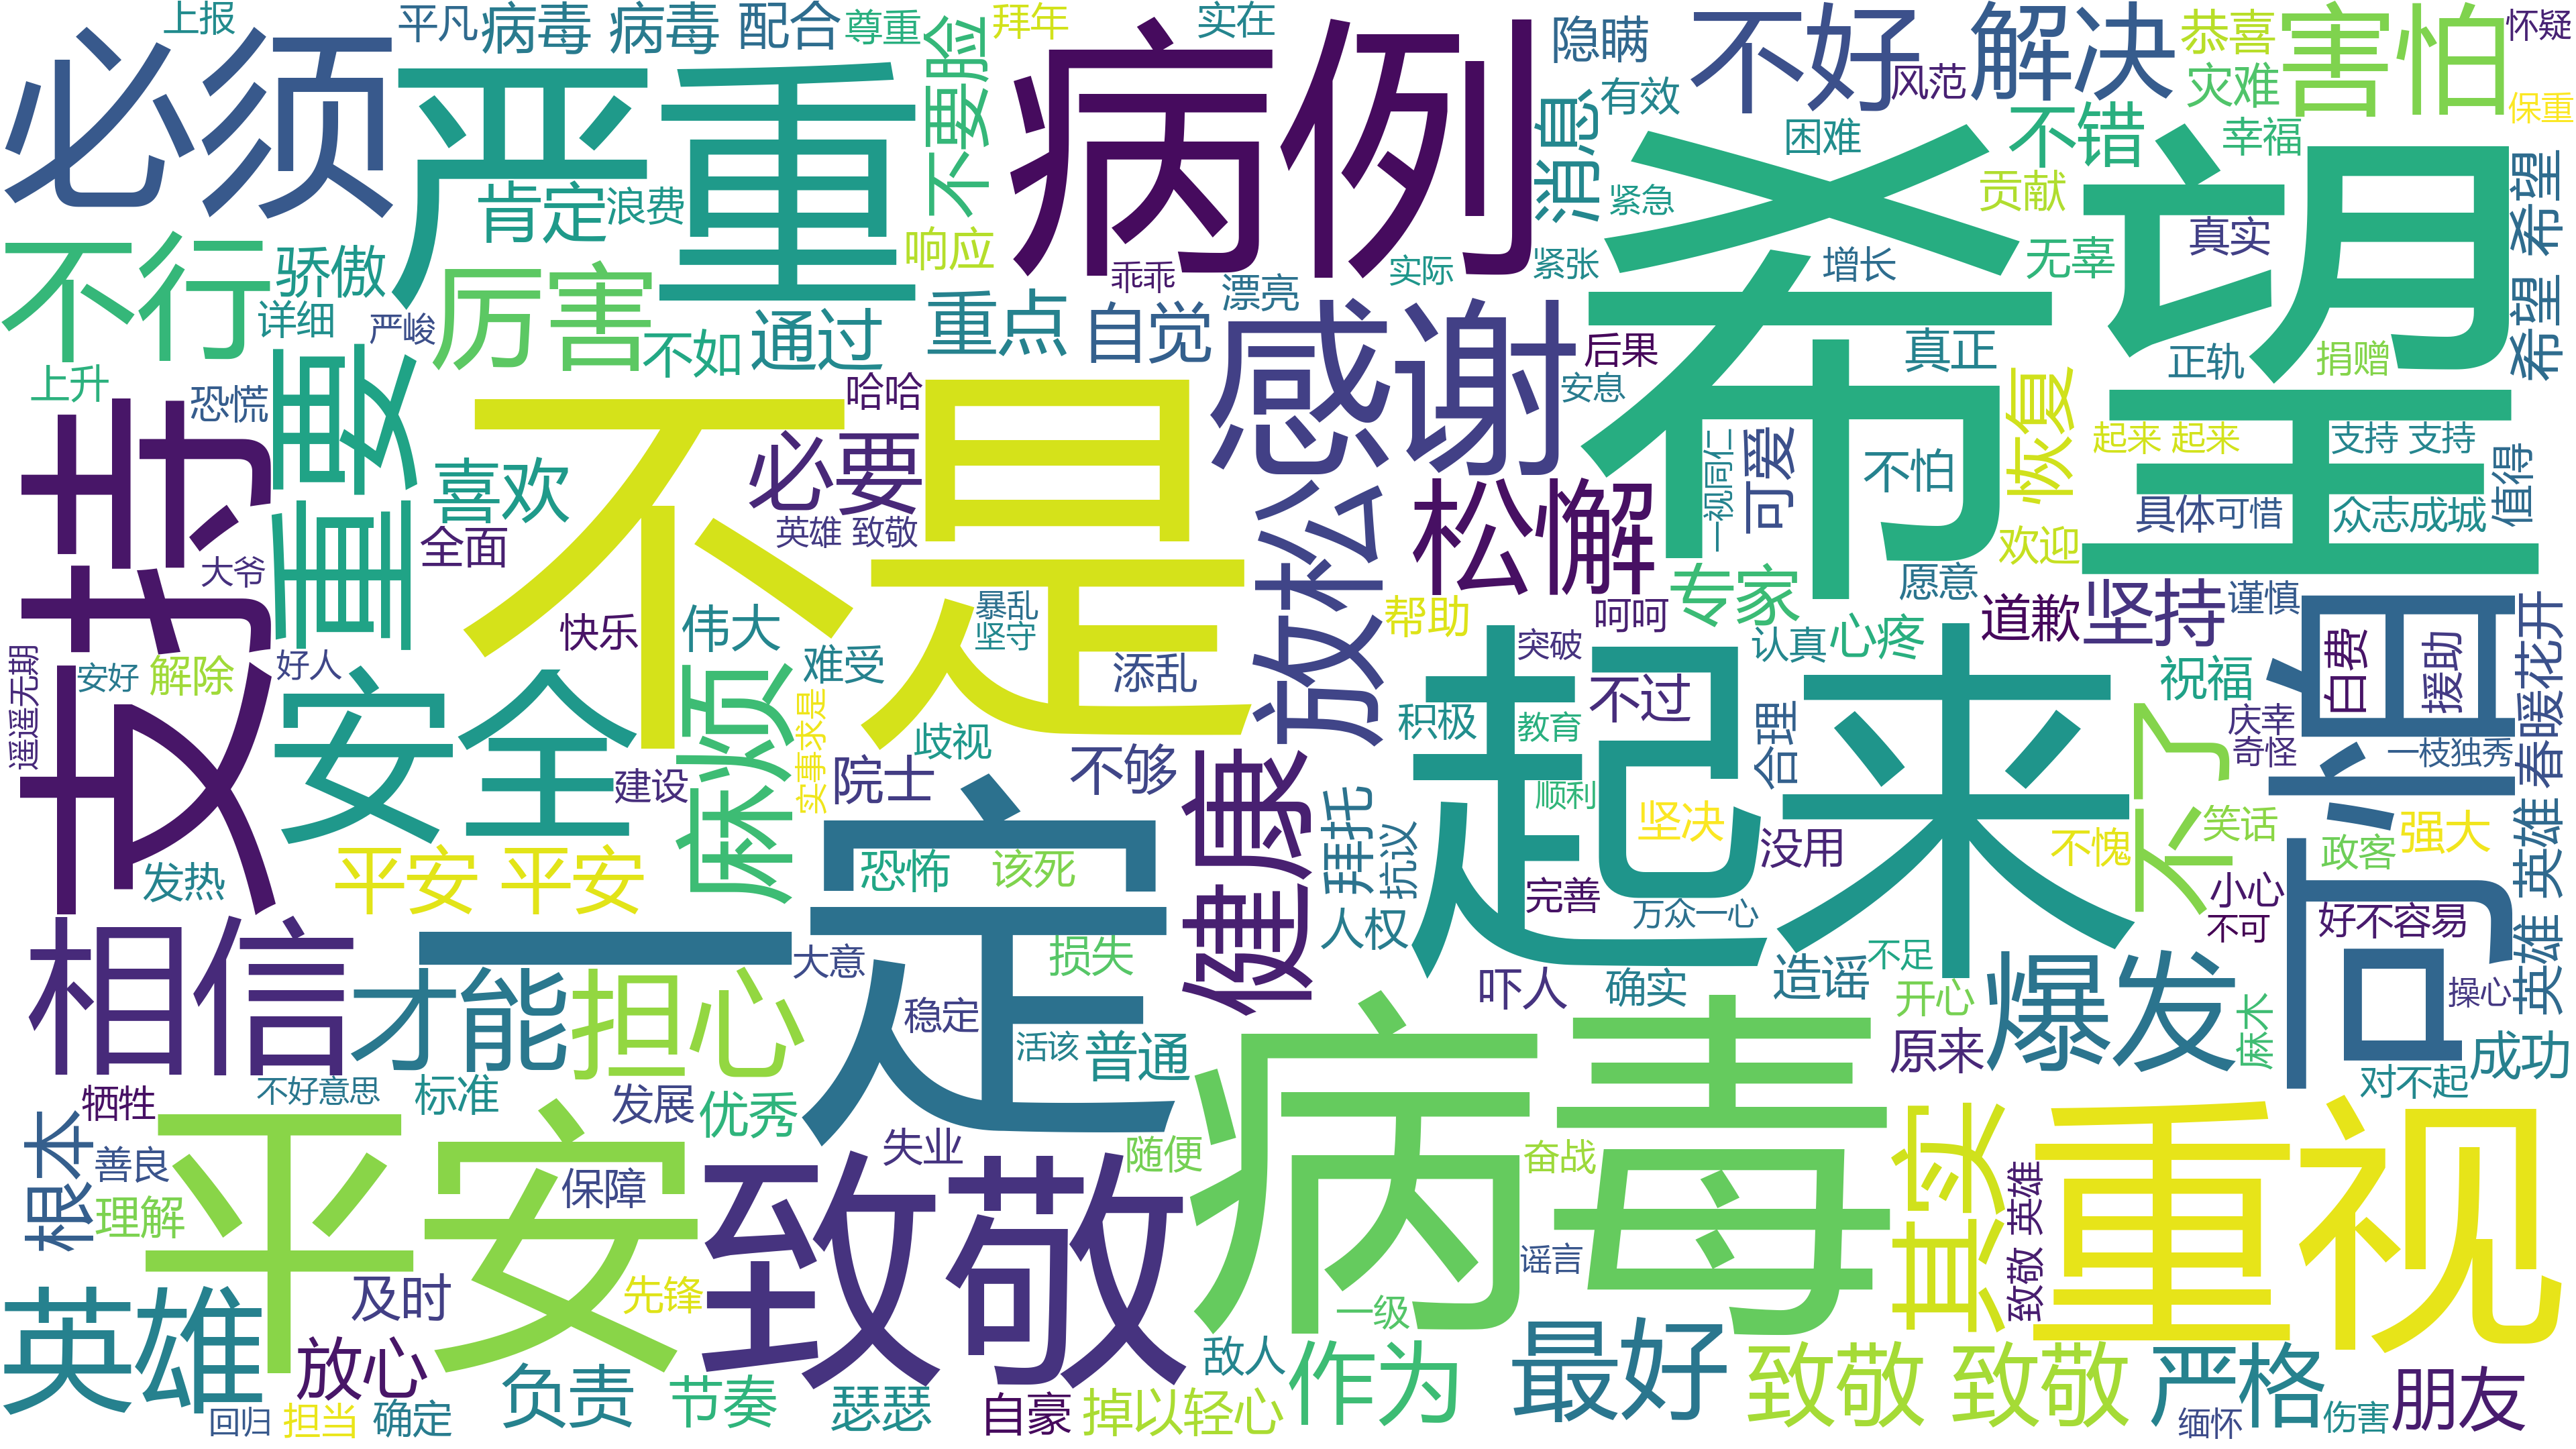 上报
平凡
病毒 病毒
配合
尊重
拜年
实在
隐瞒
不好
解决
恭喜
害怕
怀疑
必须
严重
不要脸
病例
消息
有效
风范
不错
灾难
幸福
保重
困难
希望
贡献
紧急
肯定
浪费
响应
不行
骄傲
厉害
详细
严峻
不如
通过
重点
乖乖
自觉
漂亮
实际
紧张
增长
真实
无辜
希望 希望
感谢
后果
真正
正轨
捐赠
上升
恐慌
重要
哈哈
安息
不是
必要
松懈
一视同仁
可爱
不怕
恢复
起来 起来
支持 支持
值得
具体
可惜
众志成城
支持
喜欢
全面
英雄 致敬
放松
欢迎
大爷
快乐
伟大
暴乱
坚守
帮助
呵呵
专家
愿意
道歉
坚持
谨慎
可怕
白费
援助
春暖花开
遥遥无期
安好
解除
好人
安全
麻烦
难受
添乱
突破
起来
不过
认真
心疼
祝福
实事求是
歧视
积极
教育
合理
不了
庆幸
奇怪
一枝独秀
建设
院士
不够
健康
拜托
抗议
顺利
坚决
没用
不愧
笑话
政客
强大
英雄 英雄
发热
平安 平安
恐怖
该死
一定
人权
完善
万众一心
小心
不可
好不容易
相信
才能
担心
大意
损失
稳定
活该
普通
吓人
确实
造谣
不足
开心
爆发
原来
麻木
操心
成功
对不起
牺牲
不好意思
标准
发展
优秀
病毒
根本
善良
理解
平安
保障
失业
致敬
随便
奋战
其实
致敬 英雄
重视
谣言
英雄
及时
先锋
一级
放心
敌人
作为
最好
致敬 致敬
严格
朋友
回归
担当
确定
负责
节奏
瑟瑟
自豪
掉以轻心
缅怀
伤害